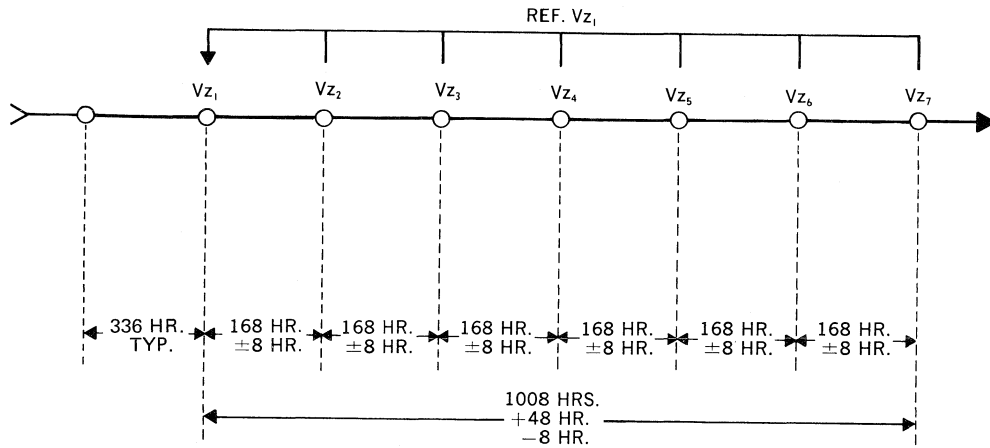 REF. Vz₁
Vz₁ Vz₂ Vz₃ Vz₄ Vz₅ Vz₆ Vz₇
336 HR. 168 HR. 168 HR. 168 HR. 168 HR. 168 HR. 168 HR.
TYP. ±8 HR. ±8 HR. ±8 HR. ±8 HR. ±8 HR. ±8 HR.
1008 HRS.
+48 HR.
−8 HR.